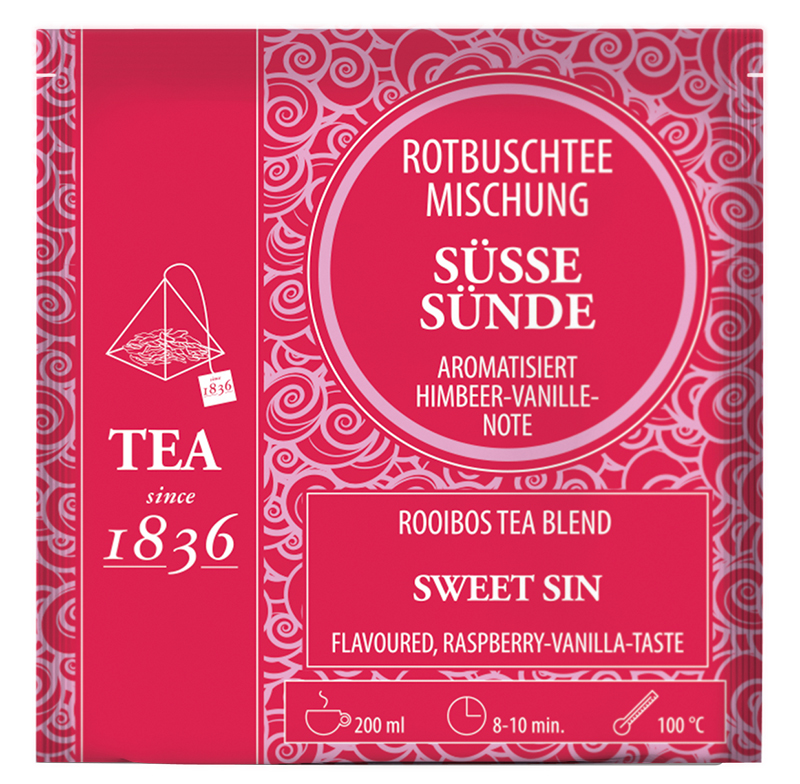 ROTBUSCHTEE
MISCHUNG
SÜSSE
SÜNDE
AROMATISIERT
HIMBEER-VANILLE-
NOTE
since
1836
TEA
since
1836
ROOIBOS TEA BLEND
SWEET SIN
FLAVOURED, RASPBERRY-VANILLA-TASTE
200 ml
8-10 min.
100 °C